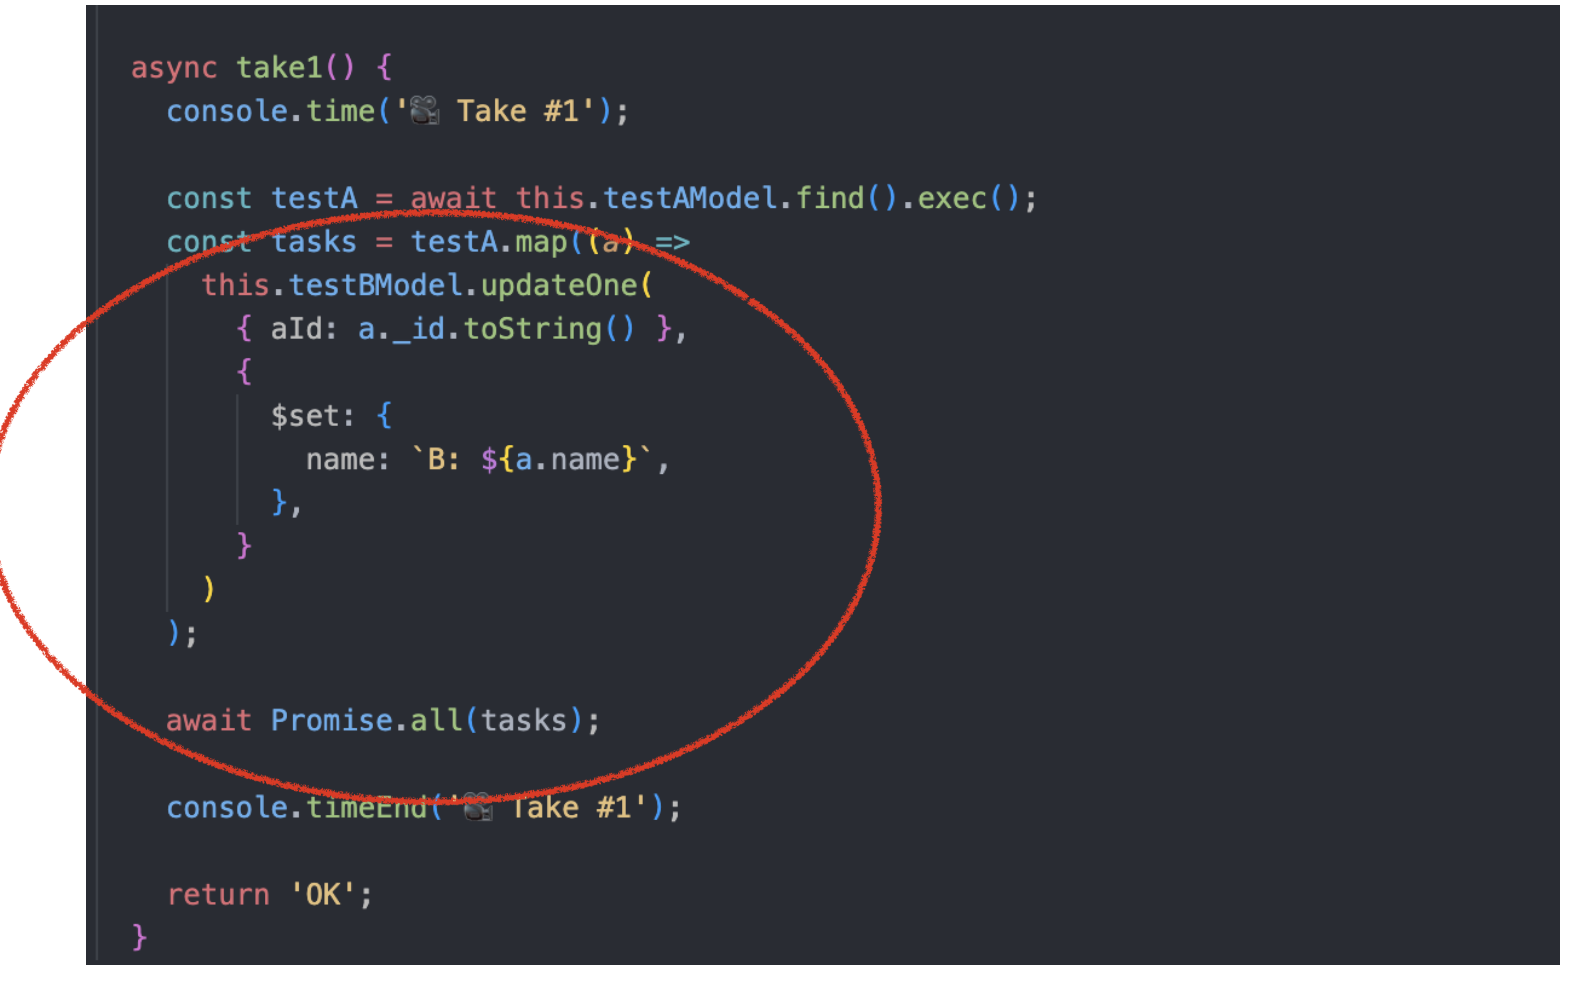 async take1() {
console.time('🎥 Take #1');
const testA = await this.testAModel.find().exec();
const tasks = testA.map((a) =>
this.testBModel.updateOne(
{ aId: a._id.toString() },
{
$set: {
name: `B: ${a.name}`,
},
}
)
);
await Promise.all(tasks);
console.timeEnd('🎥 Take #1');
return 'OK';
}